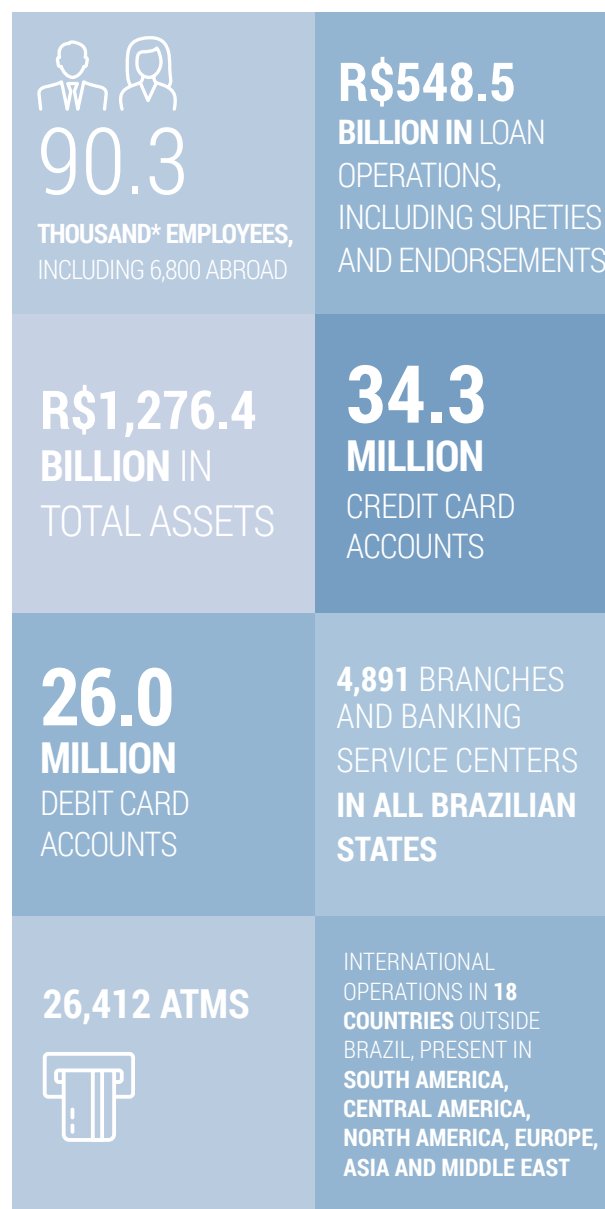 90.3
THOUSAND* EMPLOYEES,
INCLUDING 6,800 ABROAD
R$548.5
BILLION IN LOAN
OPERATIONS,
INCLUDING SURETIES
AND ENDORSEMENTS
R$1,276.4
BILLION IN
TOTAL ASSETS
34.3
MILLION
CREDIT CARD
ACCOUNTS
26.0
MILLION
DEBIT CARD
ACCOUNTS
4,891 BRANCHES
AND BANKING
SERVICE CENTERS
IN ALL BRAZILIAN
STATES
26,412 ATMS
INTERNATIONAL
OPERATIONS IN 18
COUNTRIES OUTSIDE
BRAZIL, PRESENT IN
SOUTH AMERICA,
CENTRAL AMERICA,
NORTH AMERICA, EUROPE,
ASIA AND MIDDLE EAST